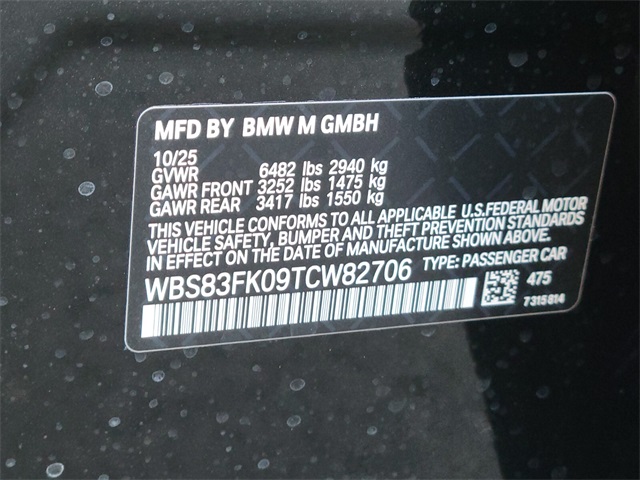 MFD BY BMW M GMBH
10/25
GVWR 6482 lbs 2940 kg
GAWR FRONT 3252 lbs 1475 kg
GAWR REAR 3417 lbs 1550 kg
THIS VEHICLE CONFORMS TO ALL APPLICABLE U.S.FEDERAL MOTOR
VEHICLE SAFETY, BUMPER AND THEFT PREVENTION STANDARDS
IN EFFECT ON THE DATE OF MANUFACTURE SHOWN ABOVE.
WBS83FK09TCW82706 TYPE: PASSENGER CAR
475
7315814